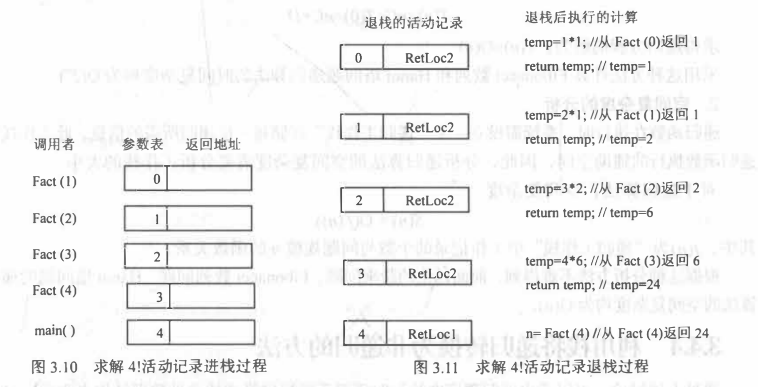 退栈的活动记录
退栈后执行的计算
0 RetLoc2
temp=1*1; //从 Fact (0)返回 1
return temp; // temp=1
1 RetLoc2
temp=2*1; //从 Fact (1)返回 1
return temp; // temp=2
调用者 参数表 返回地址
Fact (1) 0
Fact (2) 1
Fact (3) 2
Fact (4) 3
main( ) 4
2 RetLoc2
temp=3*2; //从 Fact (2)返回 2
return temp; // temp=6
3 RetLoc2
temp=4*6; //从 Fact (3)返回 6
return temp; // temp=24
4 RetLoc1
n= Fact (4) //从 Fact (4)返回 24
图 3.10 求解 4!活动记录进栈过程
图 3.11 求解 4!活动记录退栈过程